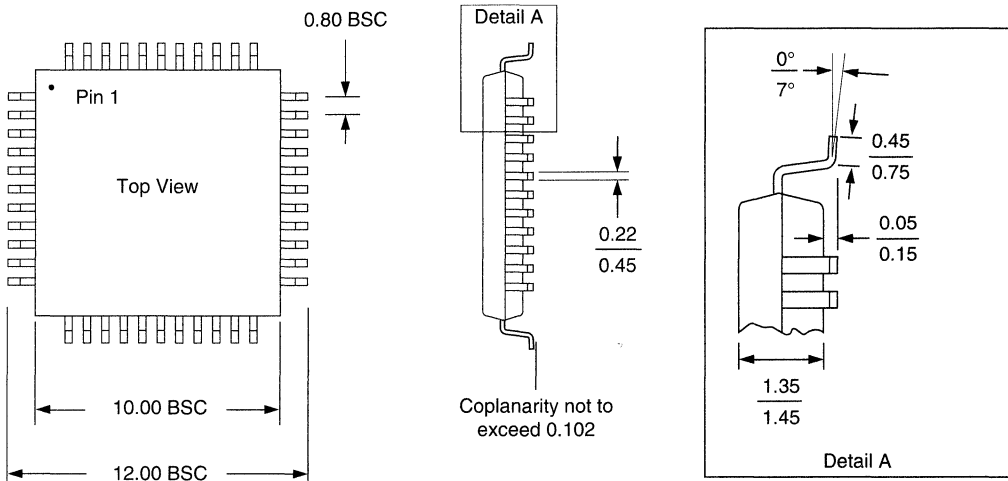 0.80 BSC
Pin 1
Top View
10.00 BSC
12.00 BSC
Detail A
0.22
0.45
Coplanarity not to
exceed 0.102
0°
7°
0.45
0.75
0.05
0.15
1.35
1.45
Detail A